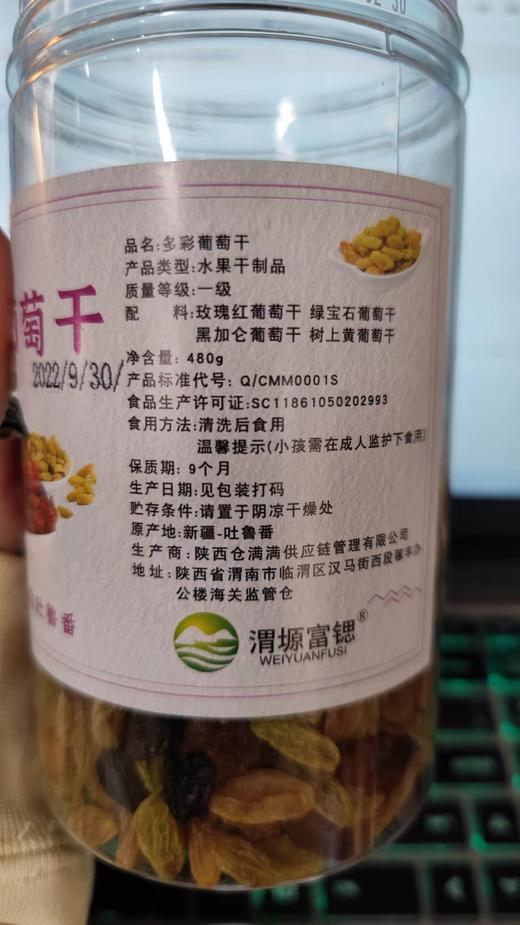 品名:多彩葡萄干
产品类型:水果干制品
质量等级:一级
配 料:玫瑰红葡萄干 绿宝石葡萄干
黑加仑葡萄干 树上黄葡萄干
净含量: 480g
产品标准代号: Q/CMM0001S
食品生产许可证:SC11861050202993
食用方法:清洗后食用
温馨提示(小孩需在成人监护下食用)
保质期: 9个月
生产日期:见包装打码
贮存条件:请置于阴凉干燥处
原产地:新疆-吐鲁番
生产商:陕西仓满满供应链管理有限公司
地址:陕西省渭南市临渭区汉马街西段
公楼海关监管仓
渭塬富锶®
WEIYUANFUSI
萄干
2022/9/30/
吐鲁番